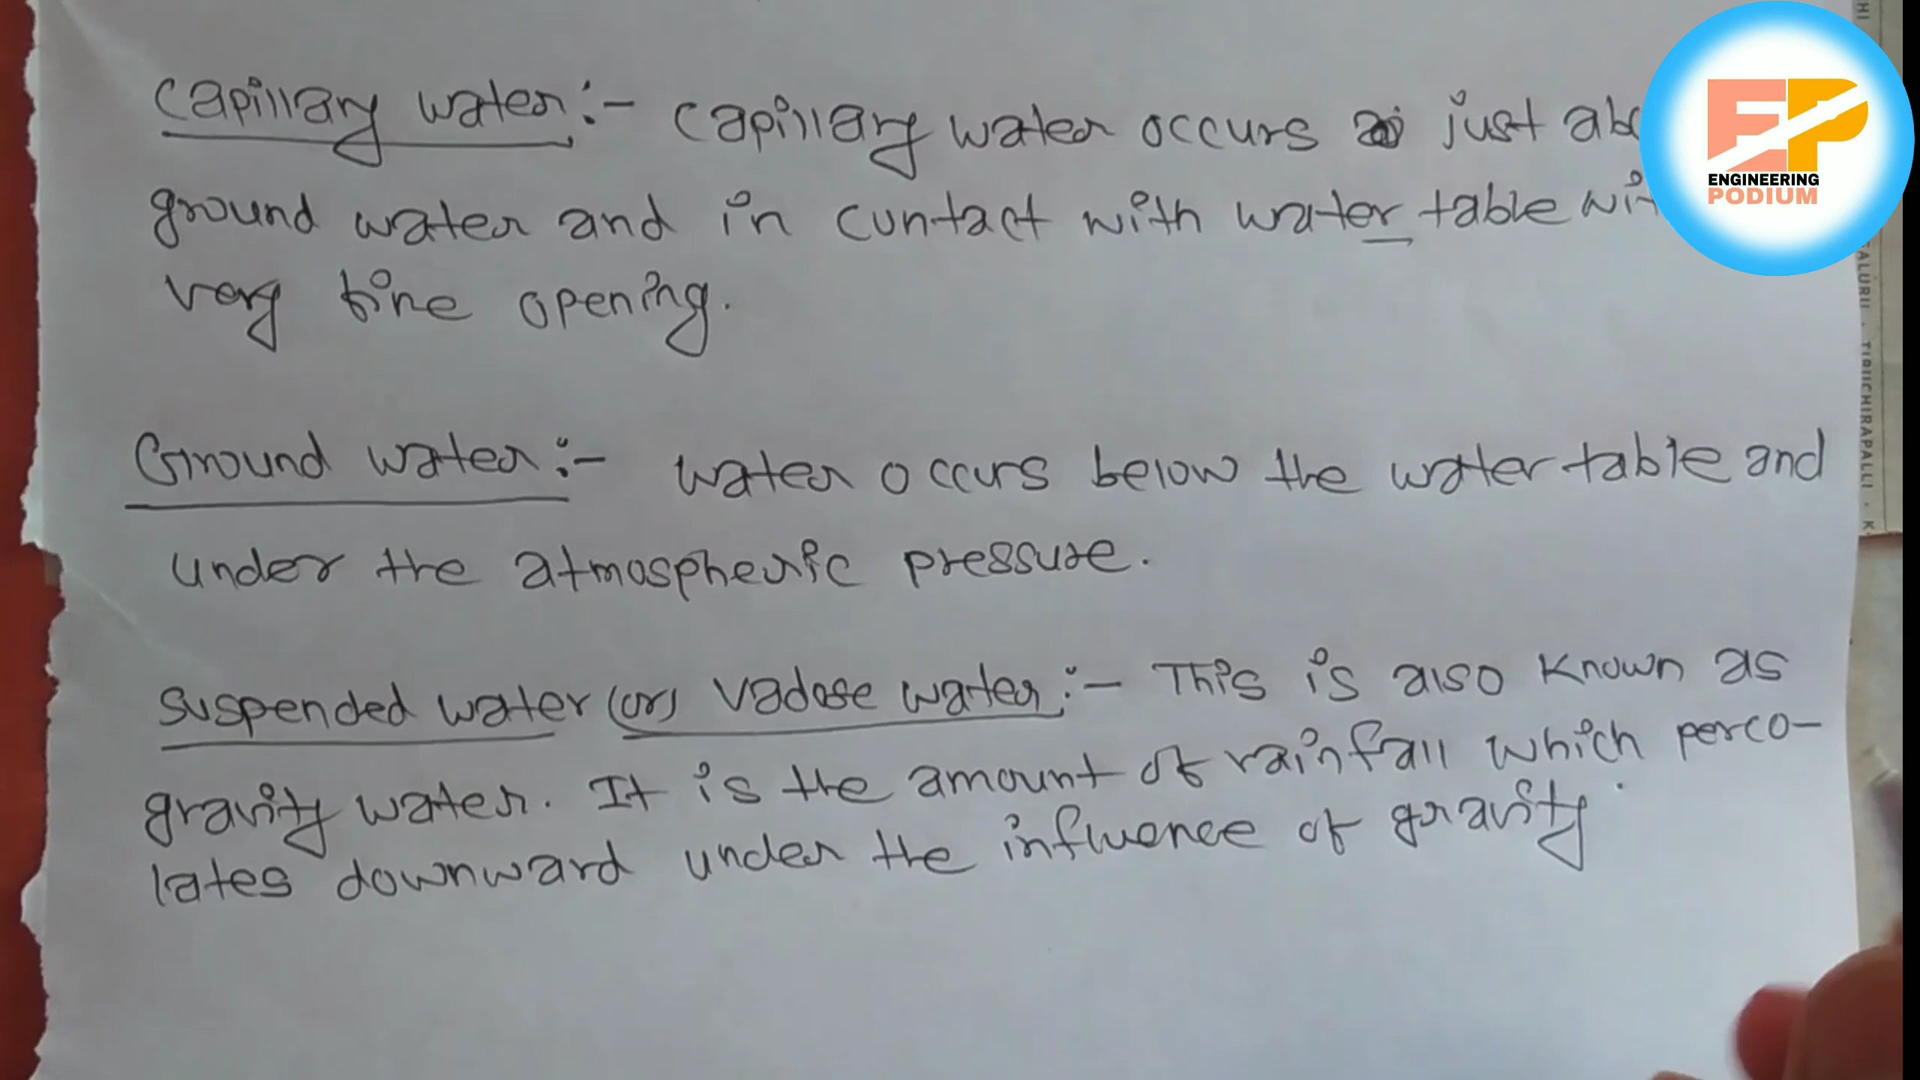 Capillary water:- Capillary water occurs just
ground water and in cuntact with water table
very fine opening.
Ground water:- water occurs below the water table and
under the atmospheric pressure.
Suspended water (or) Vadose water:- This is also known as
gravity water. It is the amount of rainfall which perco-
lates downward under the influence of gravity
EP
ENGINEERING
PODIUM
TIRUCHIRAPALLI